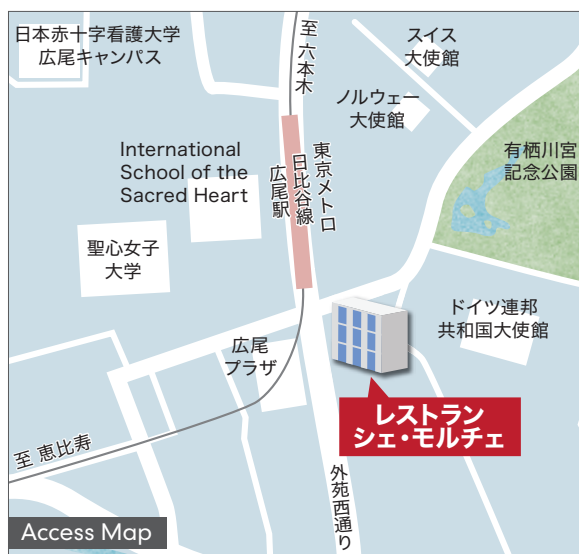 日本赤十字看護大学
広尾キャンパス
至 六本木
スイス
大使館
ノルウェー
大使館
有栖川宮
記念公園
International
School of the
Sacred Heart
東京メトロ
日比谷線
広尾駅
聖心女子
大学
ドイツ連邦
共和国大使館
広尾
プラザ
レストラン
シェ・モルチェ
至 恵比寿
外苑西通り
Access Map